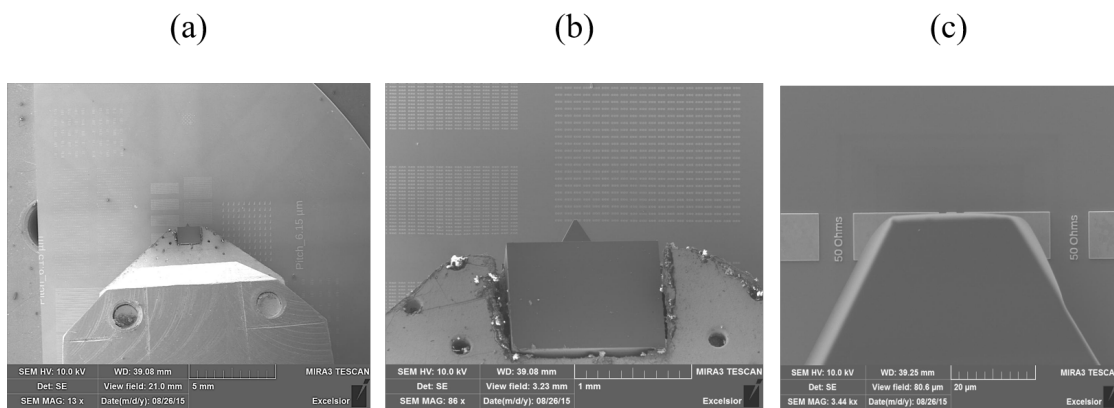 (a)
(b)
(c)
Pitch_6.15 µm
50 Ohms
50 Ohms
SEM HV: 10.0 kV WD: 39.08 mm MIRA3 TESCAN
Det: SE View field: 21.0 mm 5 mm
SEM MAG: 13 x Date(m/d/y): 08/26/15 Excelsior
SEM HV: 10.0 kV WD: 39.08 mm MIRA3 TESCAN
Det: SE View field: 3.23 mm 1 mm
SEM MAG: 86 x Date(m/d/y): 08/26/15 Excelsior
SEM HV: 10.0 kV WD: 39.25 mm MIRA3 TESCAN
Det: SE View field: 80.6 µm 20 µm
SEM MAG: 3.44 kx Date(m/d/y): 08/26/15 Excelsior